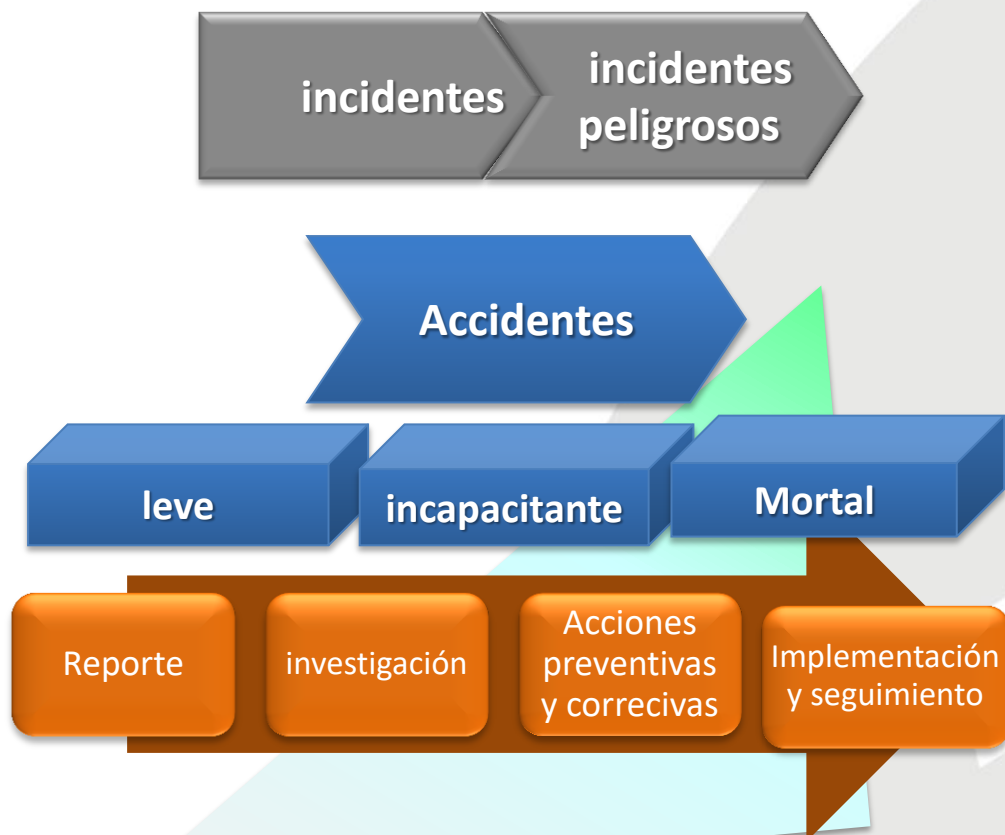 incidentes
incidentes
peligrosos
Accidentes
leve
incapacitante
Mortal
Reporte
investigación
Acciones
preventivas
y correcivas
Implementación
y seguimiento